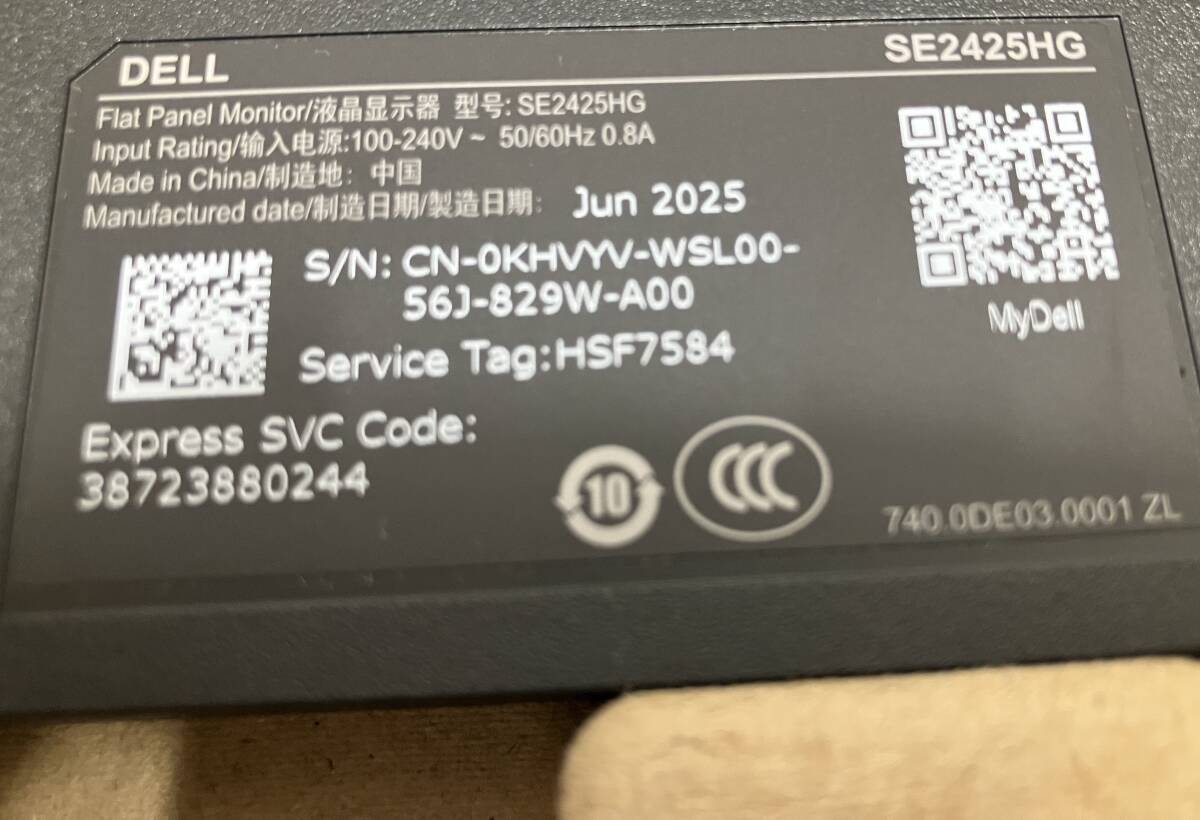 DELL
SE2425HG
Flat Panel Monitor/液晶显示器 型号: SE2425HG
Input Rating/输入电源:100-240V ~ 50/60Hz 0.8A
Made in China/制造地: 中国
Manufactured date/制造日期/製造日期: Jun 2025
S/N: CN-0KHVYV-WSL00-
56J-829W-A00
MyDell
Service Tag:HSF7584
Express SVC Code:
38723880244
10
CCC
740.0DE03.0001 ZL